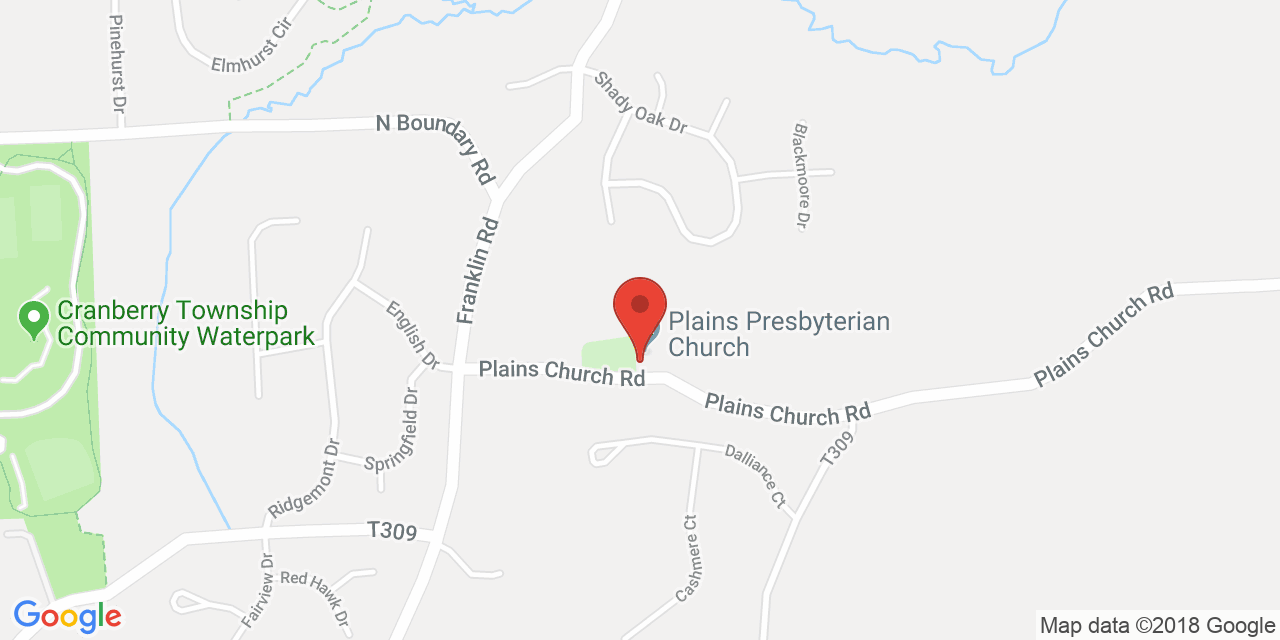 Pinehurst Dr
Elmhurst Cir
Shady Oak Dr
N Boundary Rd
Blackmoore Dr
Franklin Rd
Cranberry Township
Community Waterpark
English Dr
Plains Presbyterian
Church
Plains Church Rd
Plains Church Rd
Plains Church Rd
Springfield Dr
Ridgemont Dr
T309
Dalliance Ct
T309
Cashmere Ct
Fairview Dr
Red Hawk Dr
Google
Map data ©2018 Google